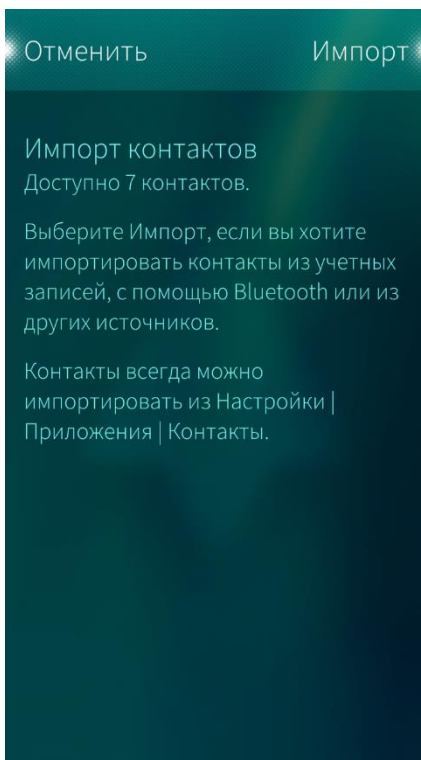 Отменить
Импорт
Импорт контактов
Доступно 7 контактов.
Выберите Импорт, если вы хотите
импортировать контакты из учетных
записей, с помощью Bluetooth или из
других источников.
Контакты всегда можно
импортировать из Настройки |
Приложения | Контакты.